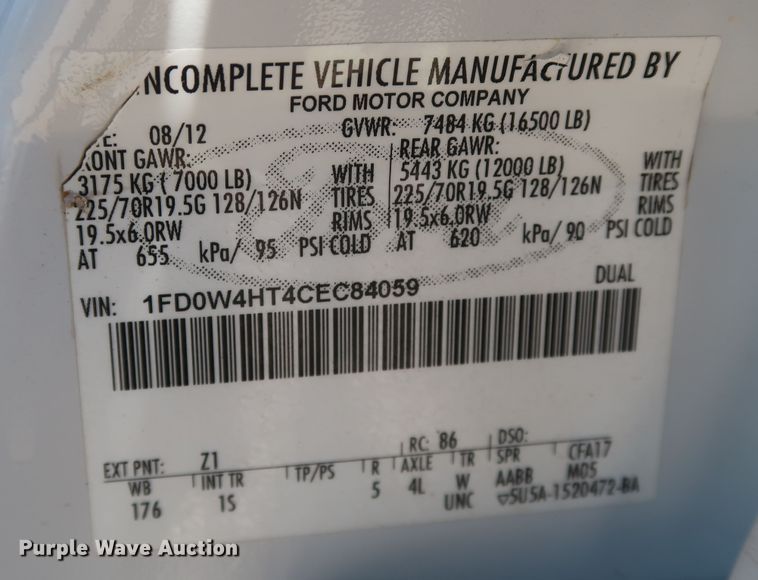 INCOMPLETE VEHICLE MANUFACTURED BY
FORD MOTOR COMPANY
08/12 GVWR: 7484 KG (16500 LB)
GAWR: REAR GAWR:
3175 KG ( 7000 LB) WITH 5443 KG (12000 LB) WITH
225/70R19.5G 128/126N TIRES 225/70R19.5G 128/126N TIRES
19.5x6.0RW RIMS 19.5x6.0RW RIMS
AT 655 kPa/ 95 PSI COLD AT 620 kPa/ 90 PSI COLD
DUAL
VIN: 1FD0W4HT4CEC84059
EXT PNT: Z1 RC: 86 DSO:
WB INT TR TP/PS R AXLE TR SPR CFA17
176 1S 5 4L W AABB M05
UNC 5U5A-1520472-BA
Purple Wave Auction